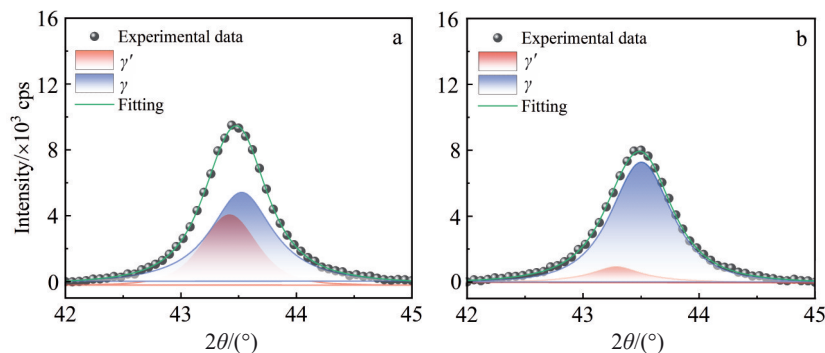 16
12
8
4
0
Intensity/×10³ cps
Experimental data
γ′
γ
Fitting
a
42
43
44
45
2θ/(°)
16
12
8
4
0
Experimental data
γ′
γ
Fitting
b
42
43
44
45
2θ/(°)